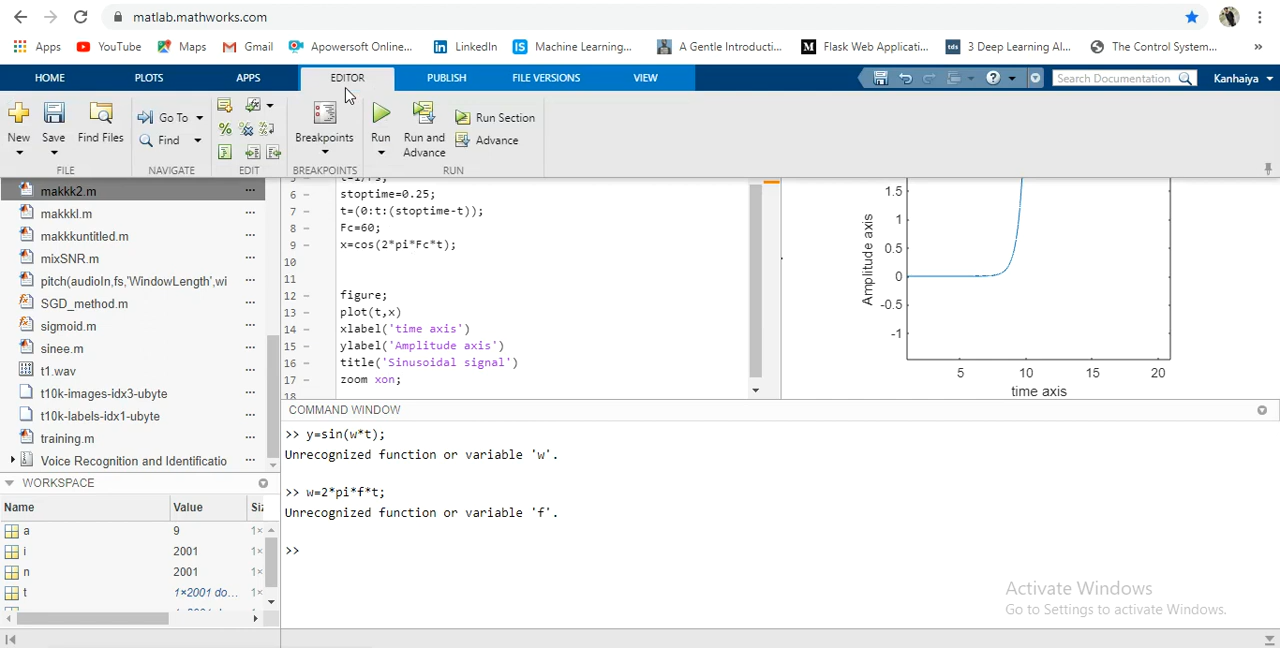 matlab.mathworks.com
Apps YouTube Maps Gmail Apowersoft Online... LinkedIn Machine Learning... A Gentle Introducti... Flask Web Applicati... 3 Deep Learning Al... The Control System... »
HOME PLOTS APPS EDITOR PUBLISH FILE VERSIONS VIEW Search Documentation Kanhaiya
New Save Find Files Go To Find Breakpoints Run Run and Advance Run Section Advance
FILE NAVIGATE EDIT BREAKPOINTS RUN
makkk2.m
makkkl.m
makkkuntitled.m
mixSNR.m
pitch(audioIn,fs,'WindowLength',wi
SGD_method.m
sigmoid.m
sinee.m
t1.wav
t10k-images-idx3-ubyte
t10k-labels-idx1-ubyte
training.m
Voice Recognition and Identificatio
WORKSPACE
Name Value Si
a 9 1×
i 2001 1×
n 2001 1×
t 1×2001 do... 1×
6 – stoptime=0.25;
7 – t=(0:t:(stoptime-t));
8 – Fc=60;
9 – x=cos(2*pi*Fc*t);
10
11
12 – figure;
13 – plot(t,x)
14 – xlabel('time axis')
15 – ylabel('Amplitude axis')
16 – title('Sinusoidal signal')
17 – zoom xon;
18
1.5
1
0.5
0
-0.5
-1
Amplitude axis
5 10 15 20
time axis
COMMAND WINDOW
>> y=sin(w*t);
Unrecognized function or variable 'w'.
>> w=2*pi*f*t;
Unrecognized function or variable 'f'.
>>
Activate Windows
Go to Settings to activate Windows.